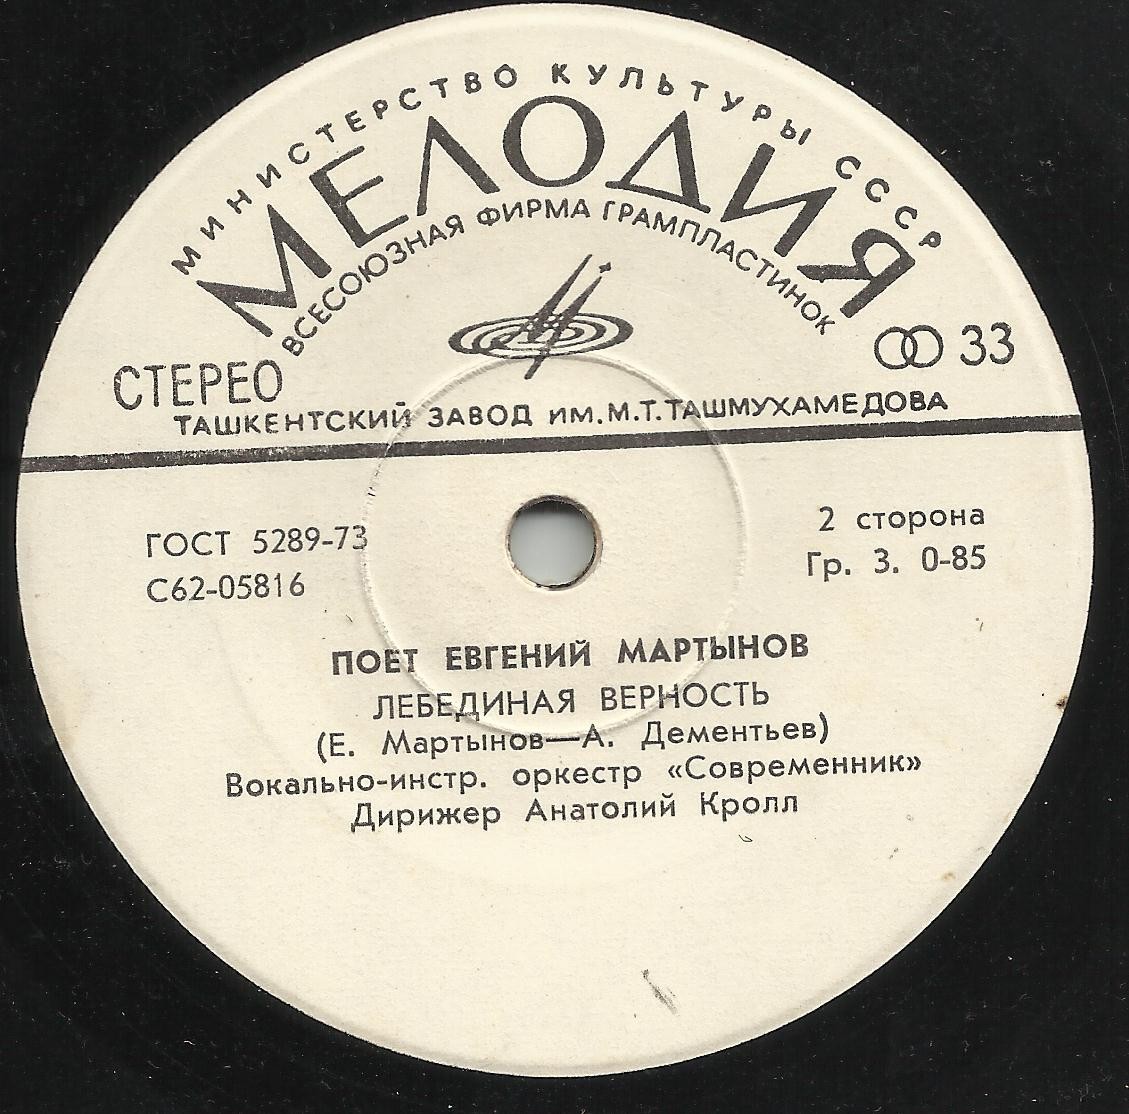 МИНИСТЕРСТВО КУЛЬТУРЫ СССР
МЕЛОДИЯ
ВСЕСОЮЗНАЯ ФИРМА ГРАМПЛАСТИНОК
СТЕРЕО
33
ТАШКЕНТСКИЙ ЗАВОД ИМ. М. Т. ТАШМУХАМЕДОВА
ГОСТ 5289-73
С62-05816
2 сторона
Гр. 3. 0-85
ПОЕТ ЕВГЕНИЙ МАРТЫНОВ
ЛЕБЕДИНАЯ ВЕРНОСТЬ
(Е. Мартынов—А. Дементьев)
Вокально-инстр. оркестр «Современник»
Дирижер Анатолий Кролл